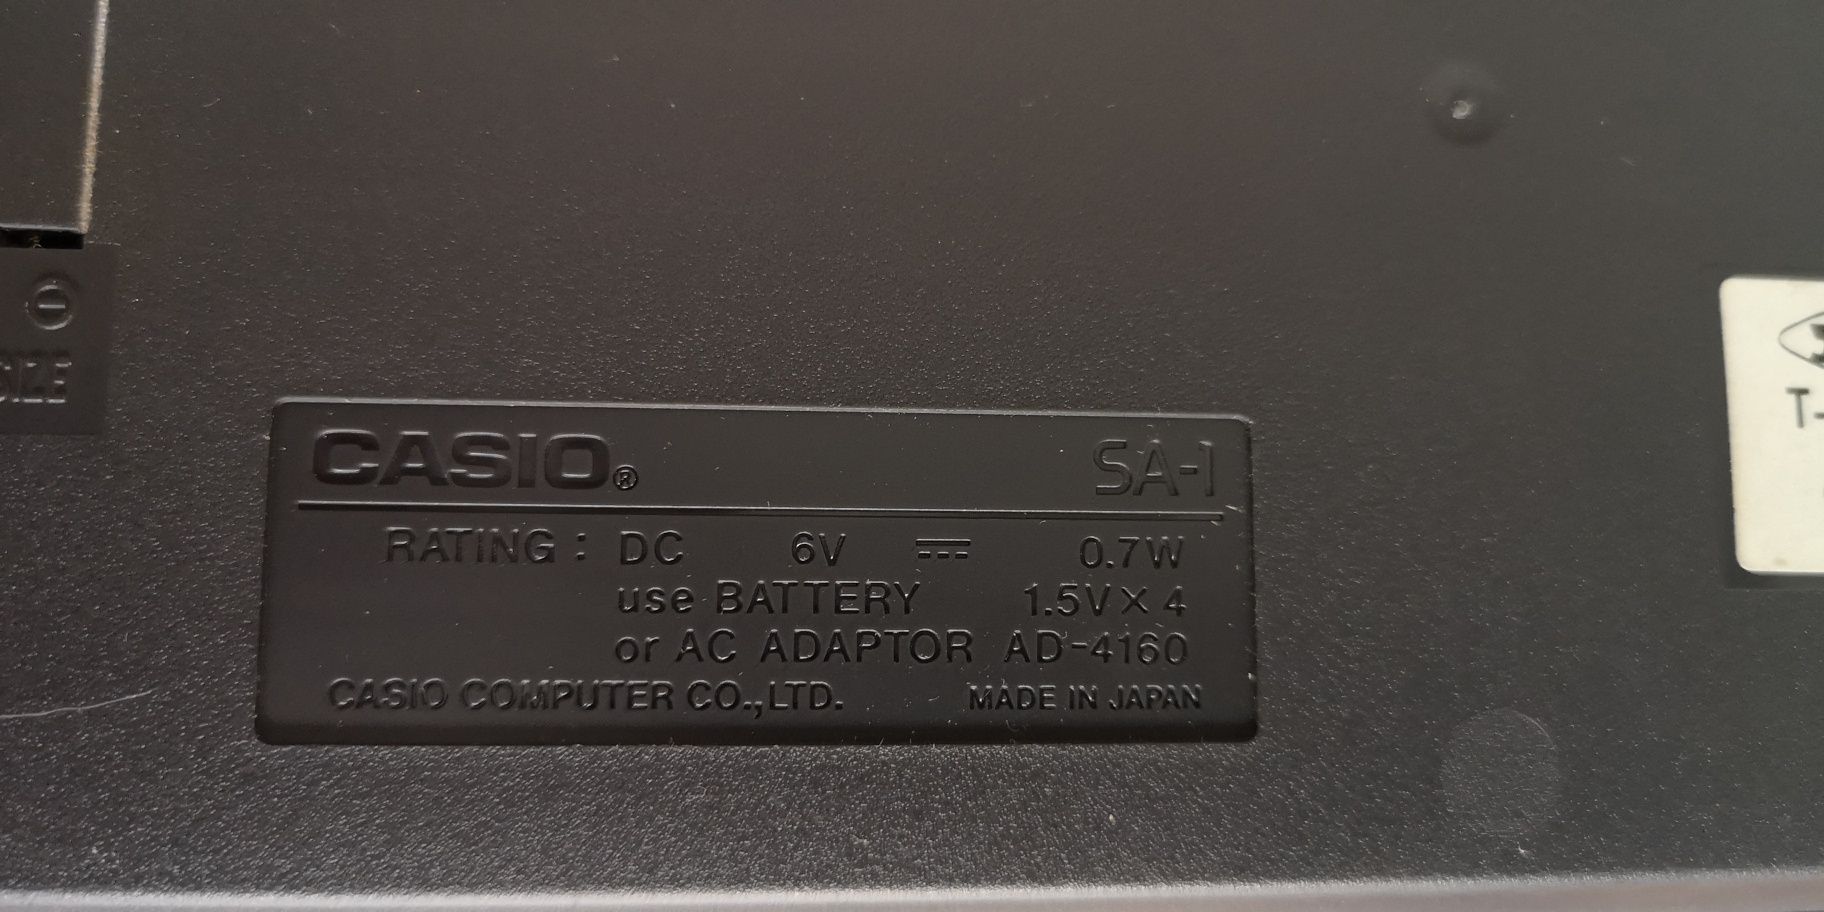 SIZE
CASIO® SA-1
RATING : DC 6V ⎓ 0.7W
use BATTERY 1.5V×4
or AC ADAPTOR AD-4160
CASIO COMPUTER CO.,LTD. MADE IN JAPAN
T-